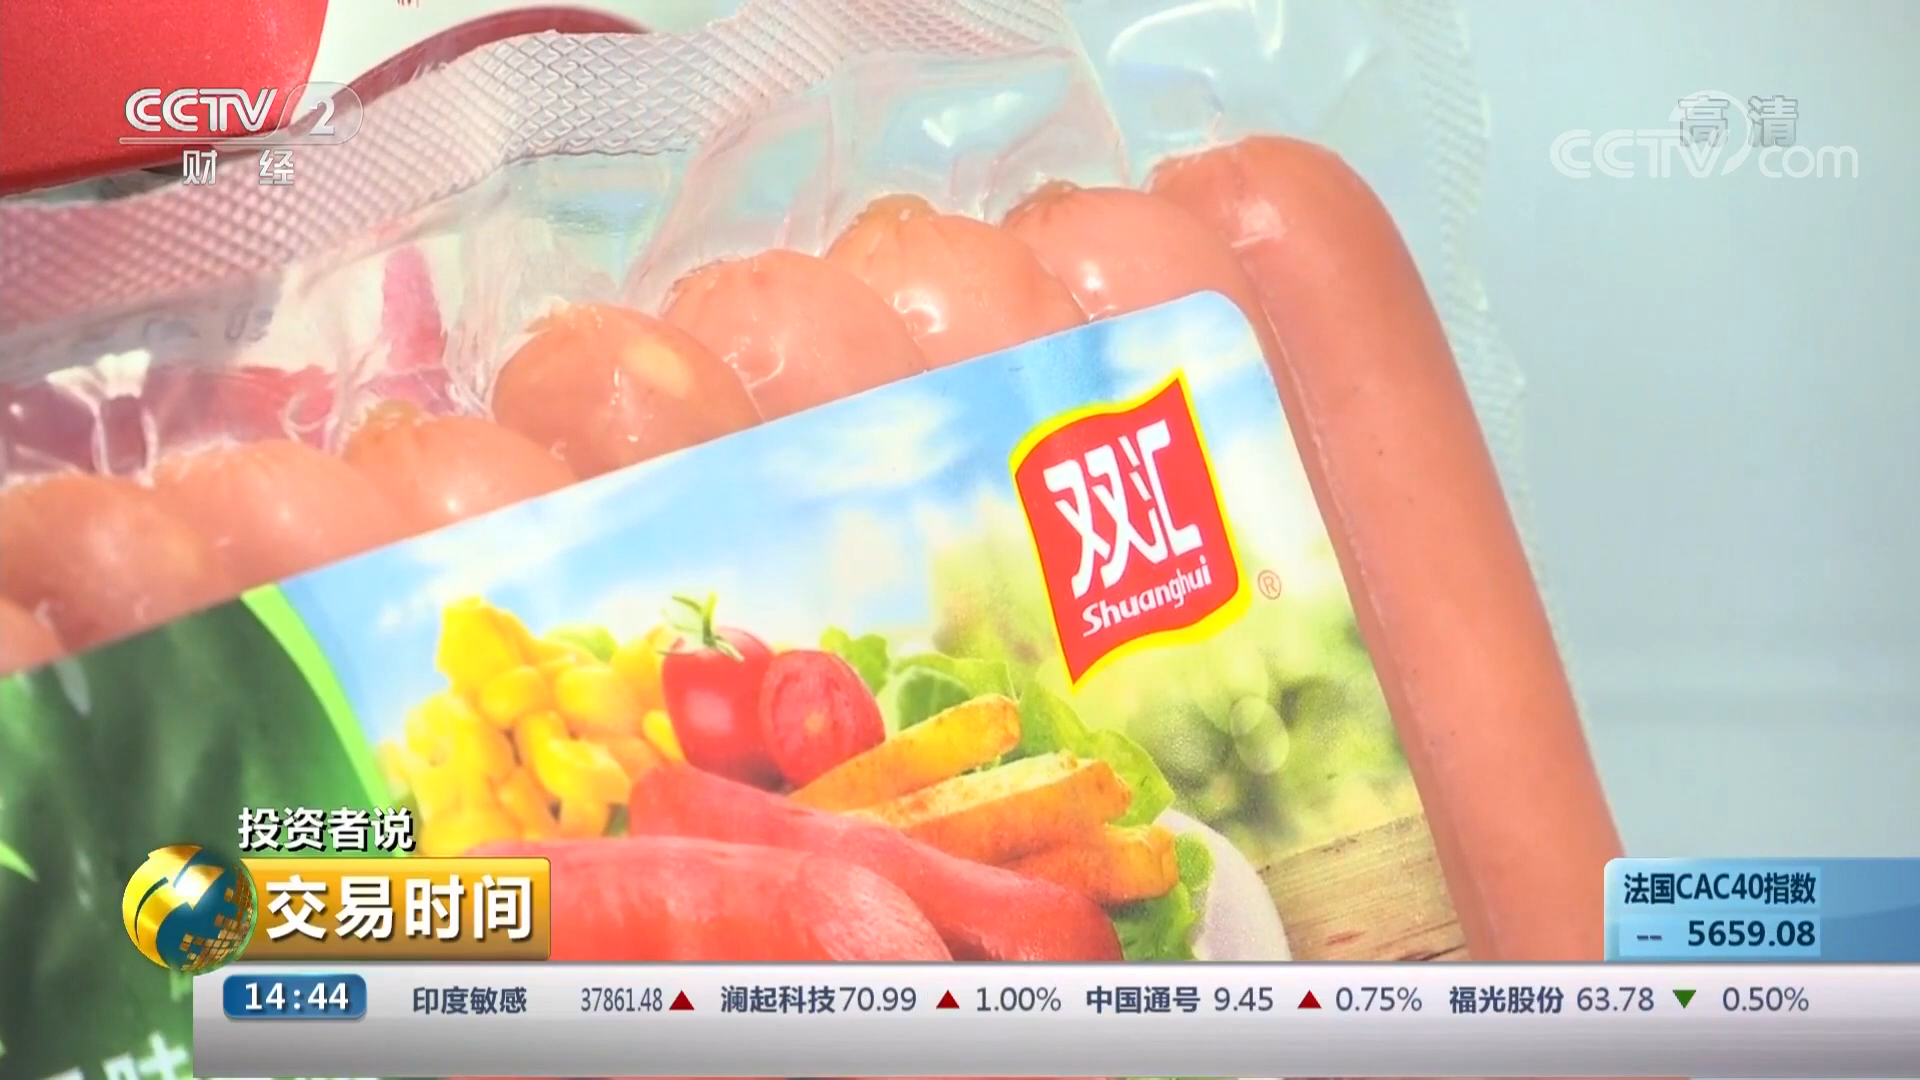 CCTV 2
财 经
高清
CCTV.com
双汇
Shuanghui
®
投资者说
交易时间
法国CAC40指数
-- 5659.08
14:44 印度敏感 37861.48 ▲ 澜起科技 70.99 ▲ 1.00% 中国通号 9.45 ▲ 0.75% 福光股份 63.78 ▼ 0.50%